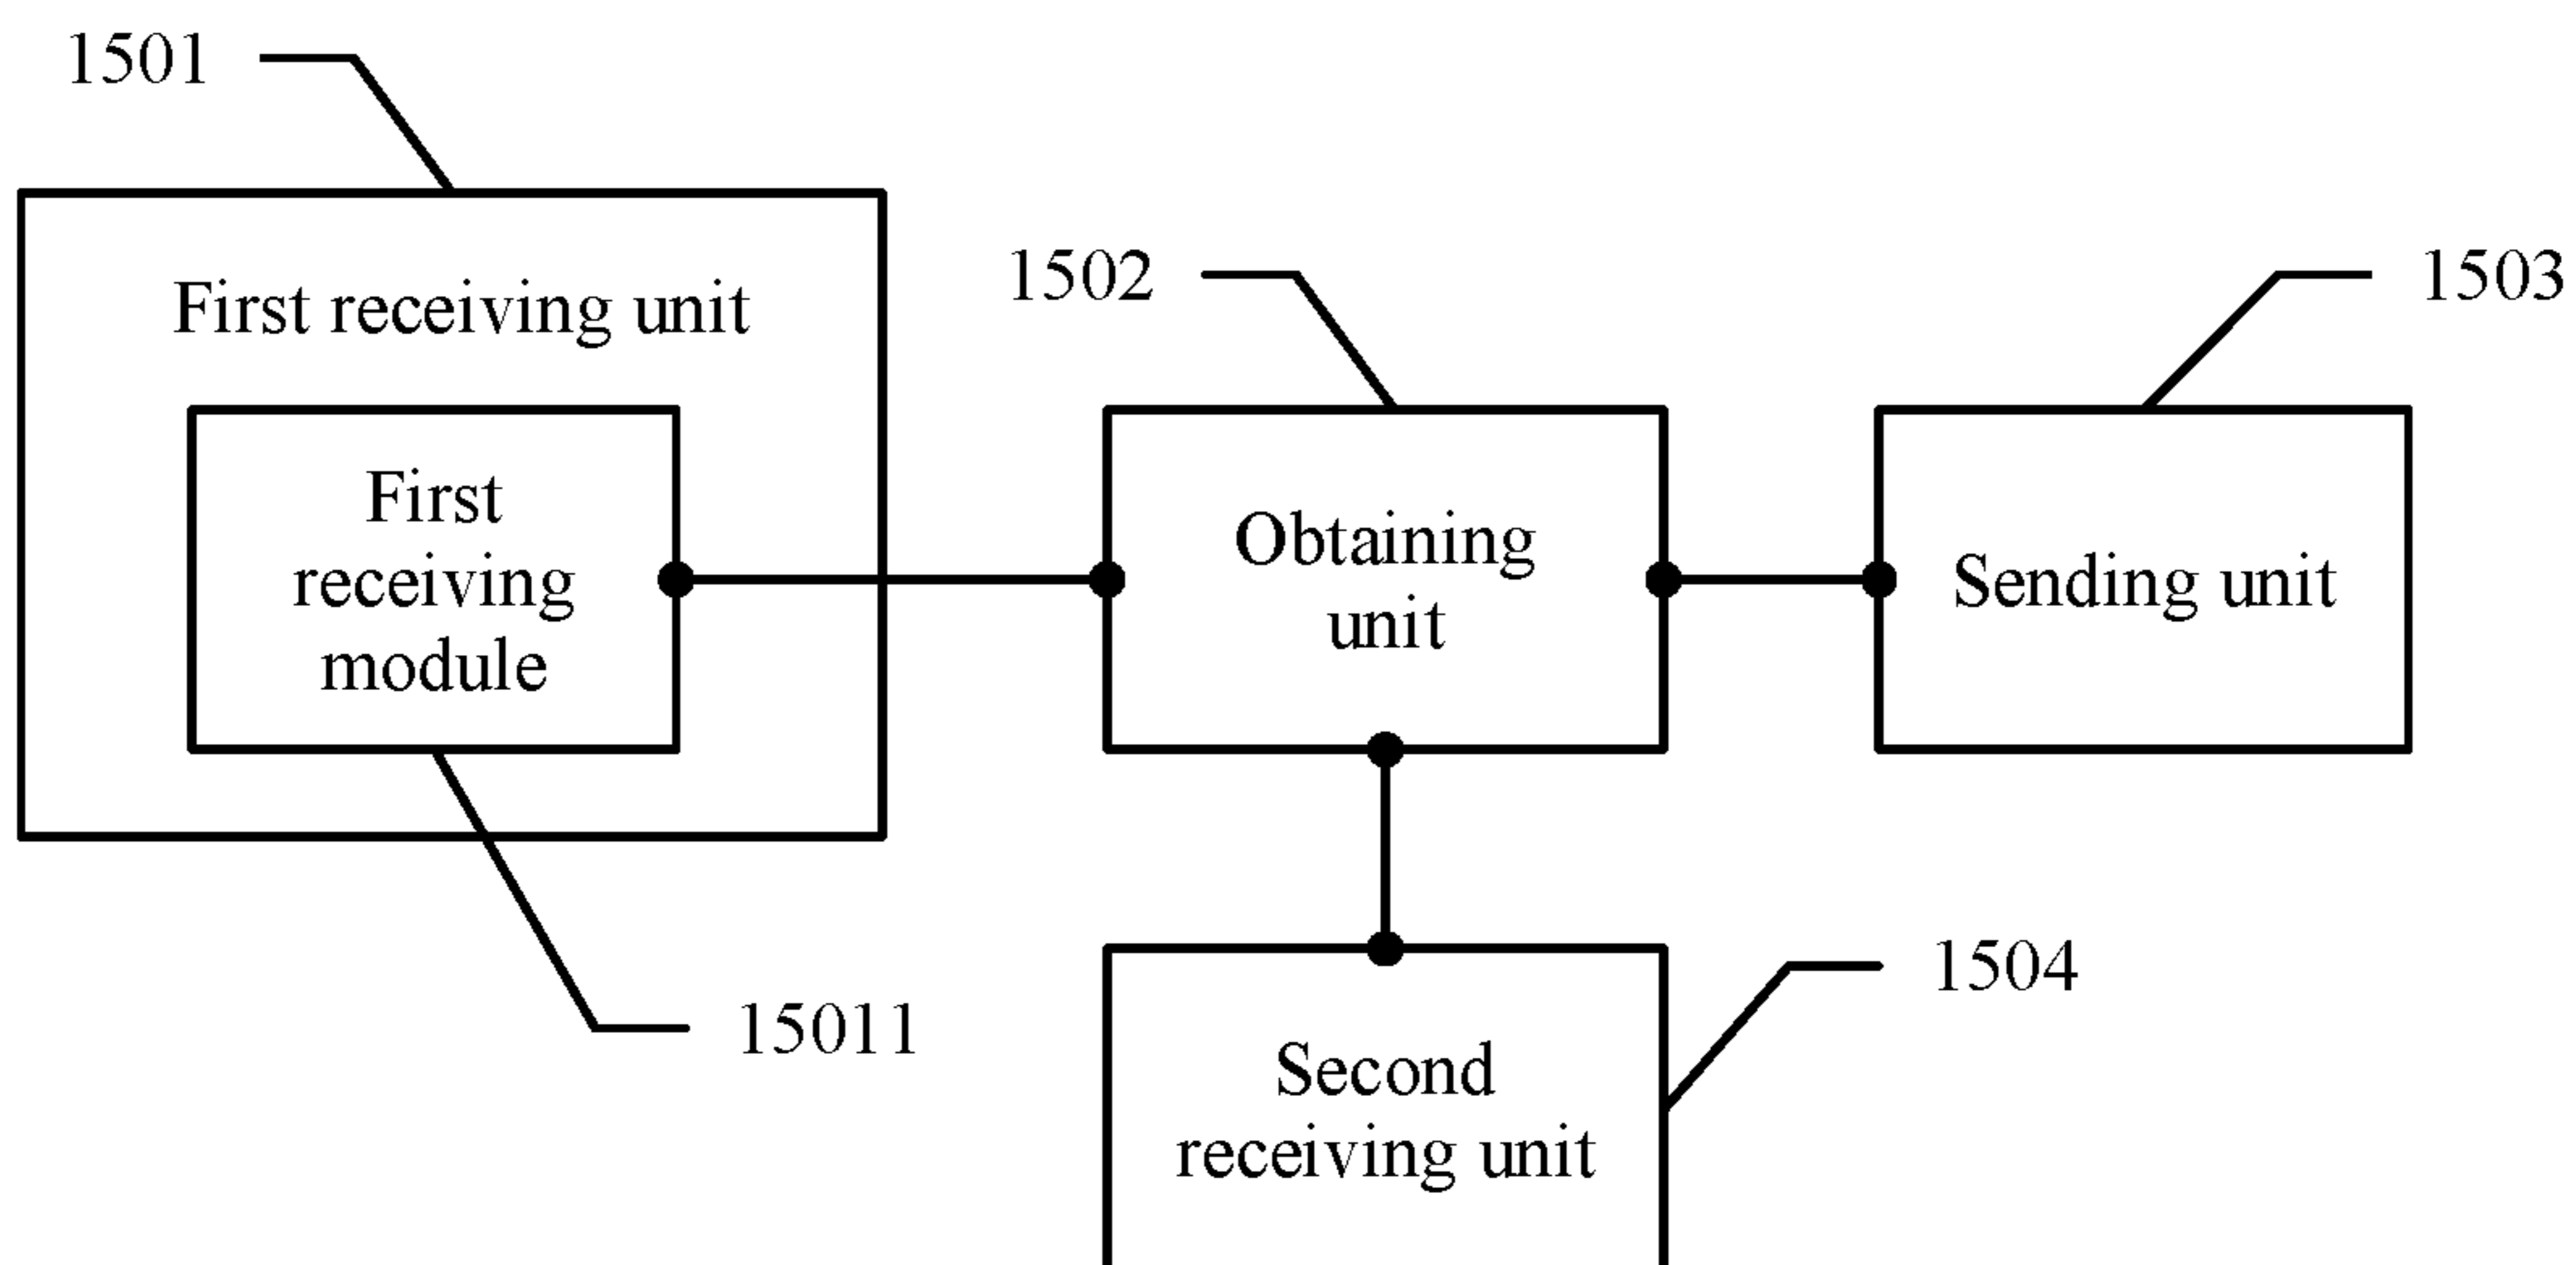 1501
First receiving unit
First
receiving
module
15011
1502
Obtaining
unit
1503
Sending unit
1504
Second
receiving unit